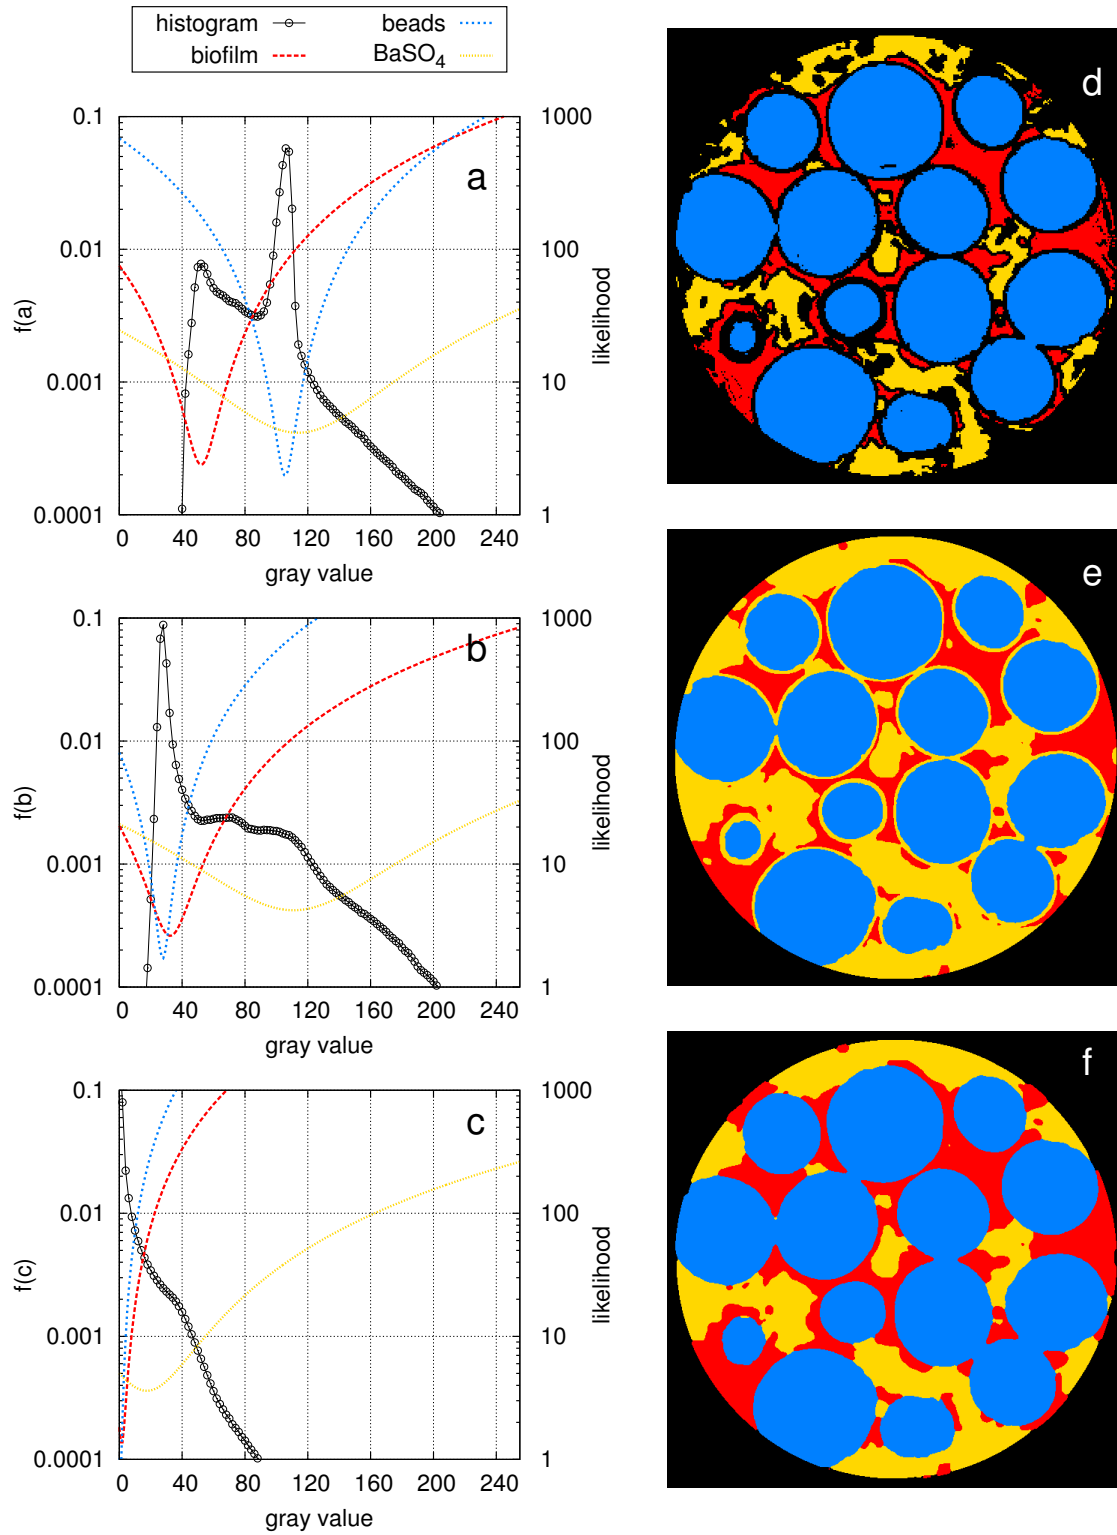 histogram
beads
biofilm
BaSO4
0.1
0.01
0.001
0.0001
f(a)
a
1000
100
10
1
likelihood
0 40 80 120 160 200 240
gray value
0.1
0.01
0.001
0.0001
f(b)
b
1000
100
10
1
likelihood
0 40 80 120 160 200 240
gray value
0.1
0.01
0.001
0.0001
f(c)
c
1000
100
10
1
likelihood
0 40 80 120 160 200 240
gray value
d
e
f